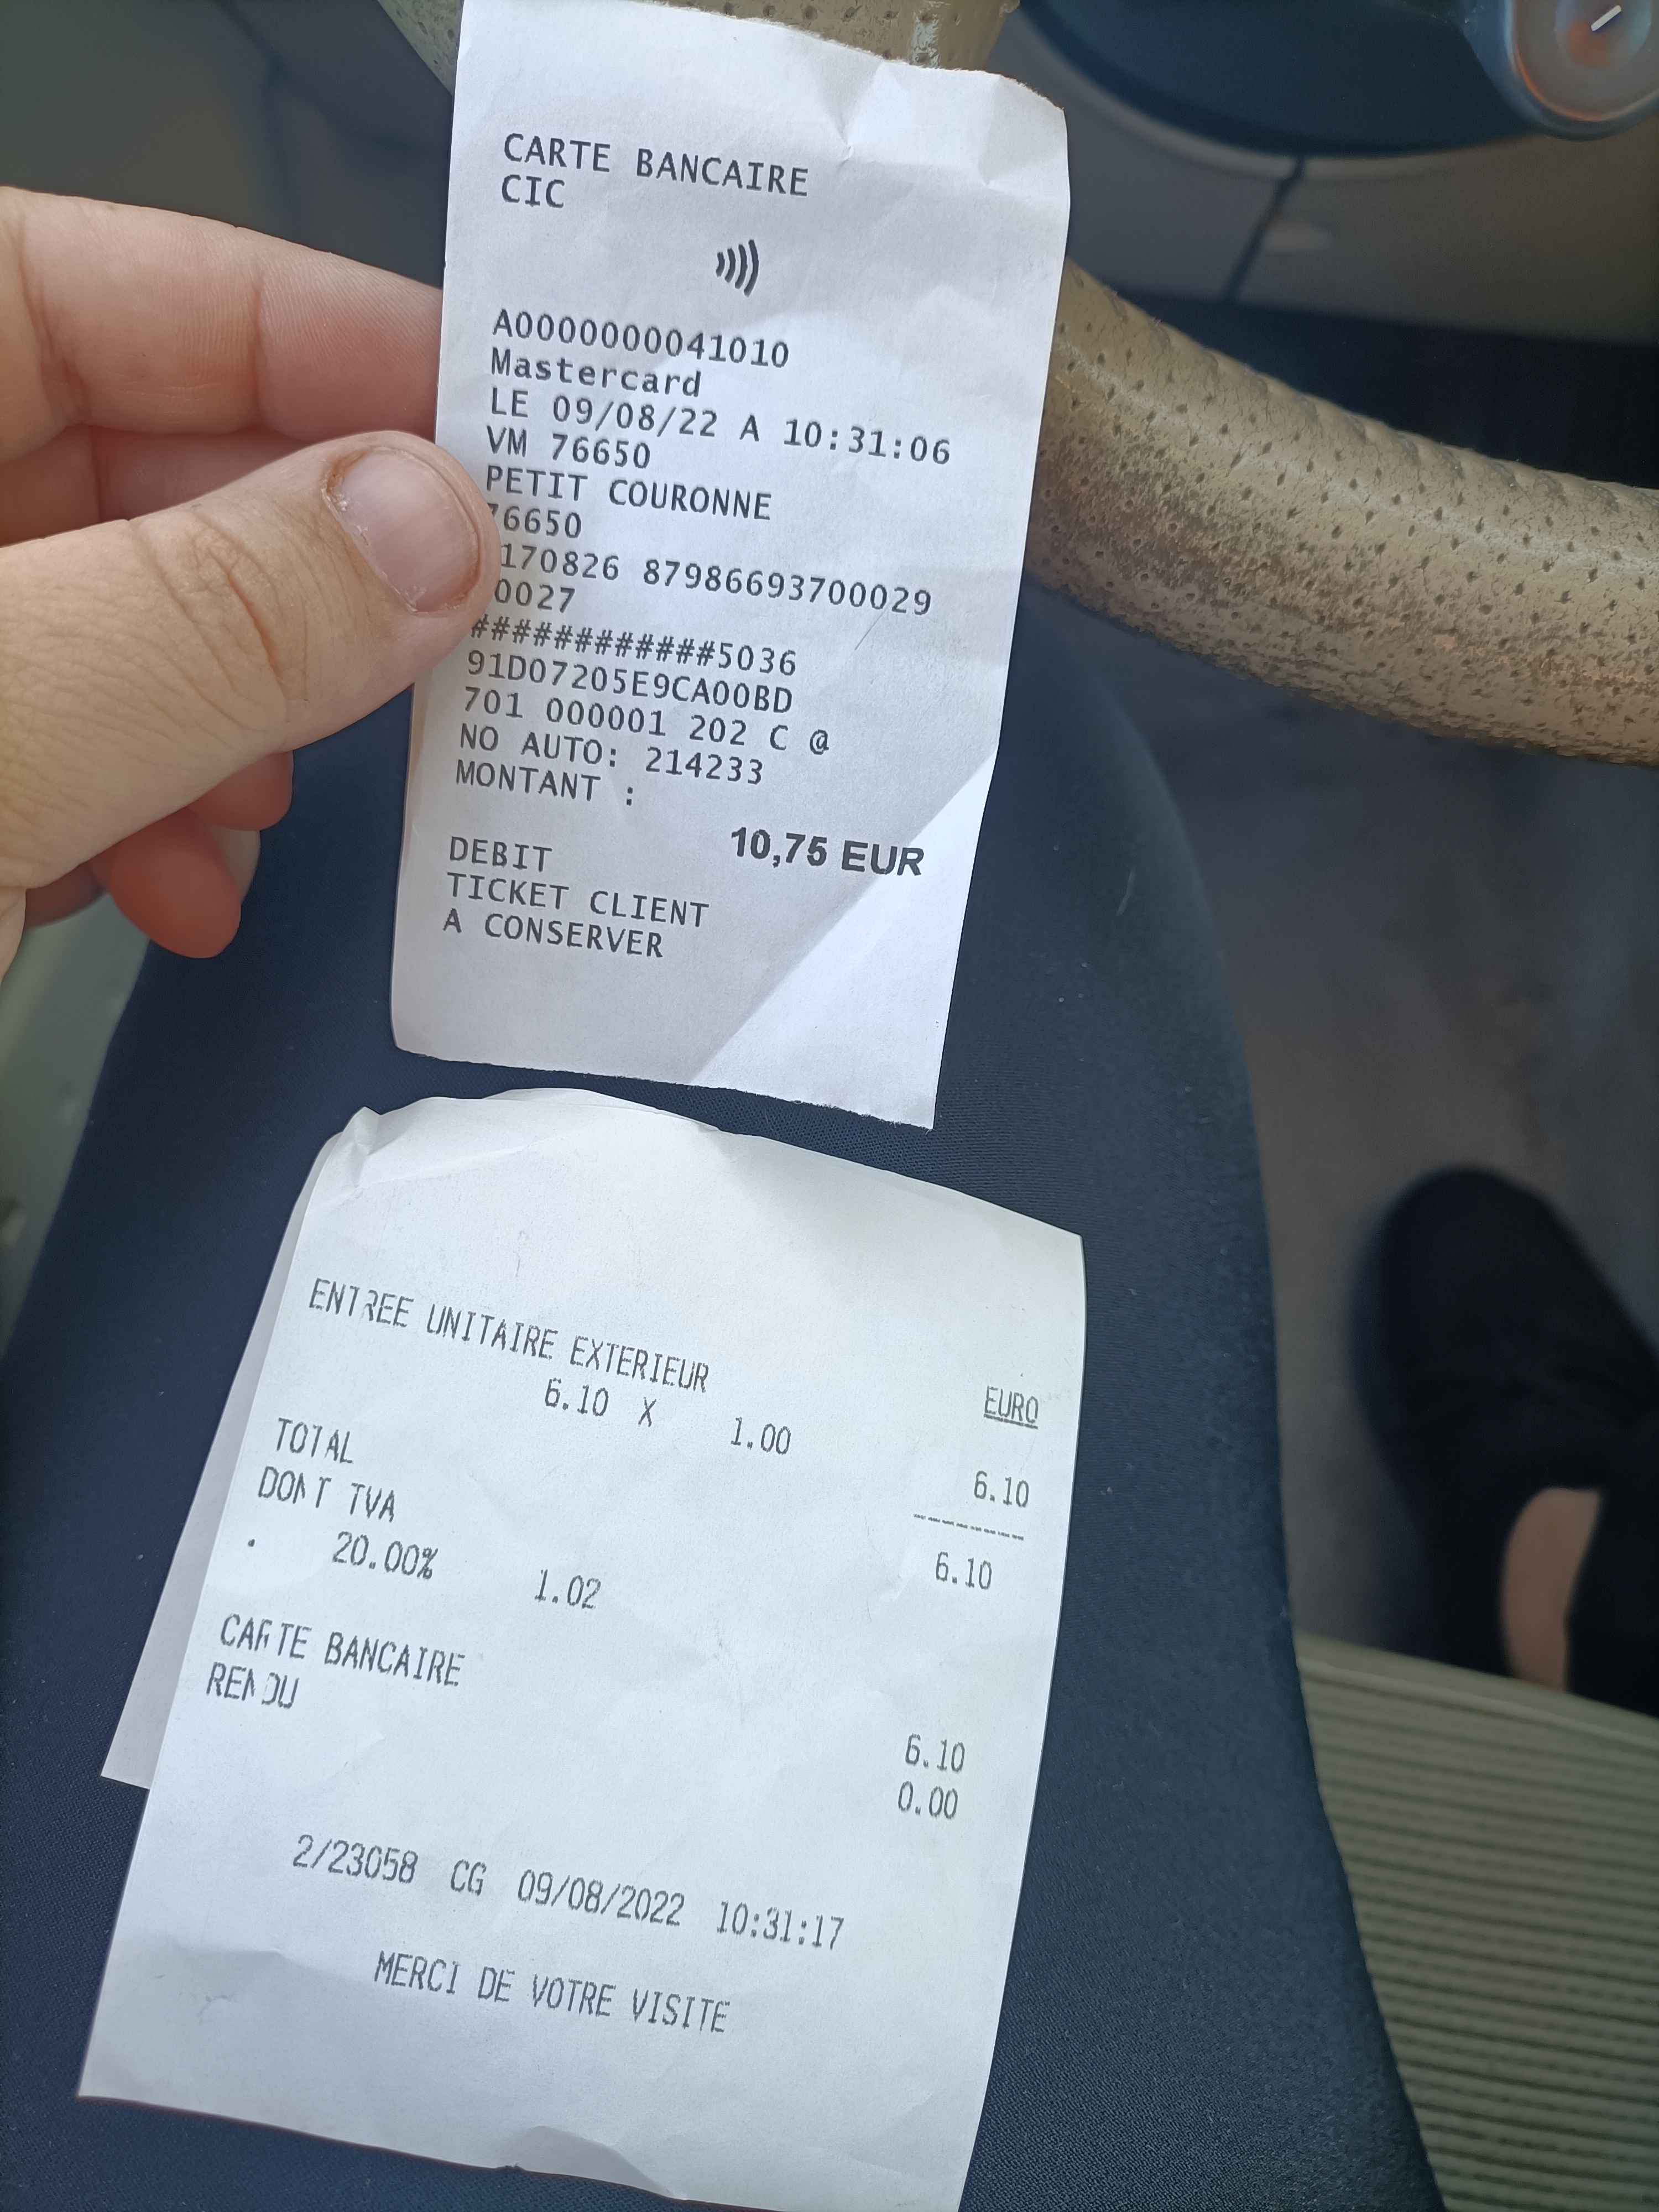 CARTE BANCAIRE
CIC
A0000000041010
Mastercard
LE 09/08/22 A 10:31:06
VM 76650
PETIT COURONNE
76650
170826 87986693700029
0027
############5036
91D07205E9CA00BD
701 000001 202 C @
NO AUTO: 214233
MONTANT :
10,75 EUR
DEBIT
TICKET CLIENT
A CONSERVER
EURO
ENTREE UNITAIRE EXTERIEUR
6.10 X 1.00 6.10
TOTAL 6.10
DONT TVA
. 20.00% 1.02
CARTE BANCAIRE 6.10
RENDU 0.00
2/23058 CG 09/08/2022 10:31:17
MERCI DE VOTRE VISITE